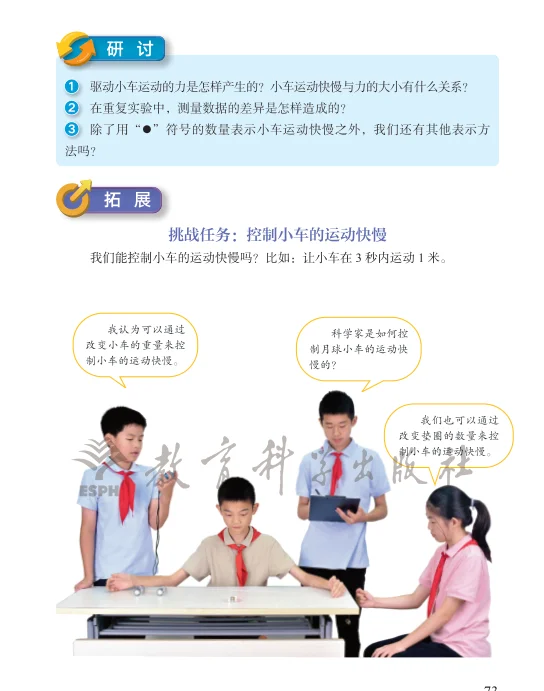 研 讨
1 驱动小车运动的力是怎样产生的？小车运动快慢与力的大小有什么关系？
2 在重复实验中，测量数据的差异是怎样造成的？
3 除了用“●”符号的数量表示小车运动快慢之外，我们还有其他表示方
法吗？
拓 展
挑战任务：控制小车的运动快慢
我们能控制小车的运动快慢吗？比如：让小车在 3 秒内运动 1 米。
我认为可以通过
改变小车的重量来控
制小车的运动快慢。
科学家是如何控
制月球小车的运动快
慢的？
我们也可以通过
改变垫圈的数量来控
制小车的运动快慢。
ESPH
教育科学出版社